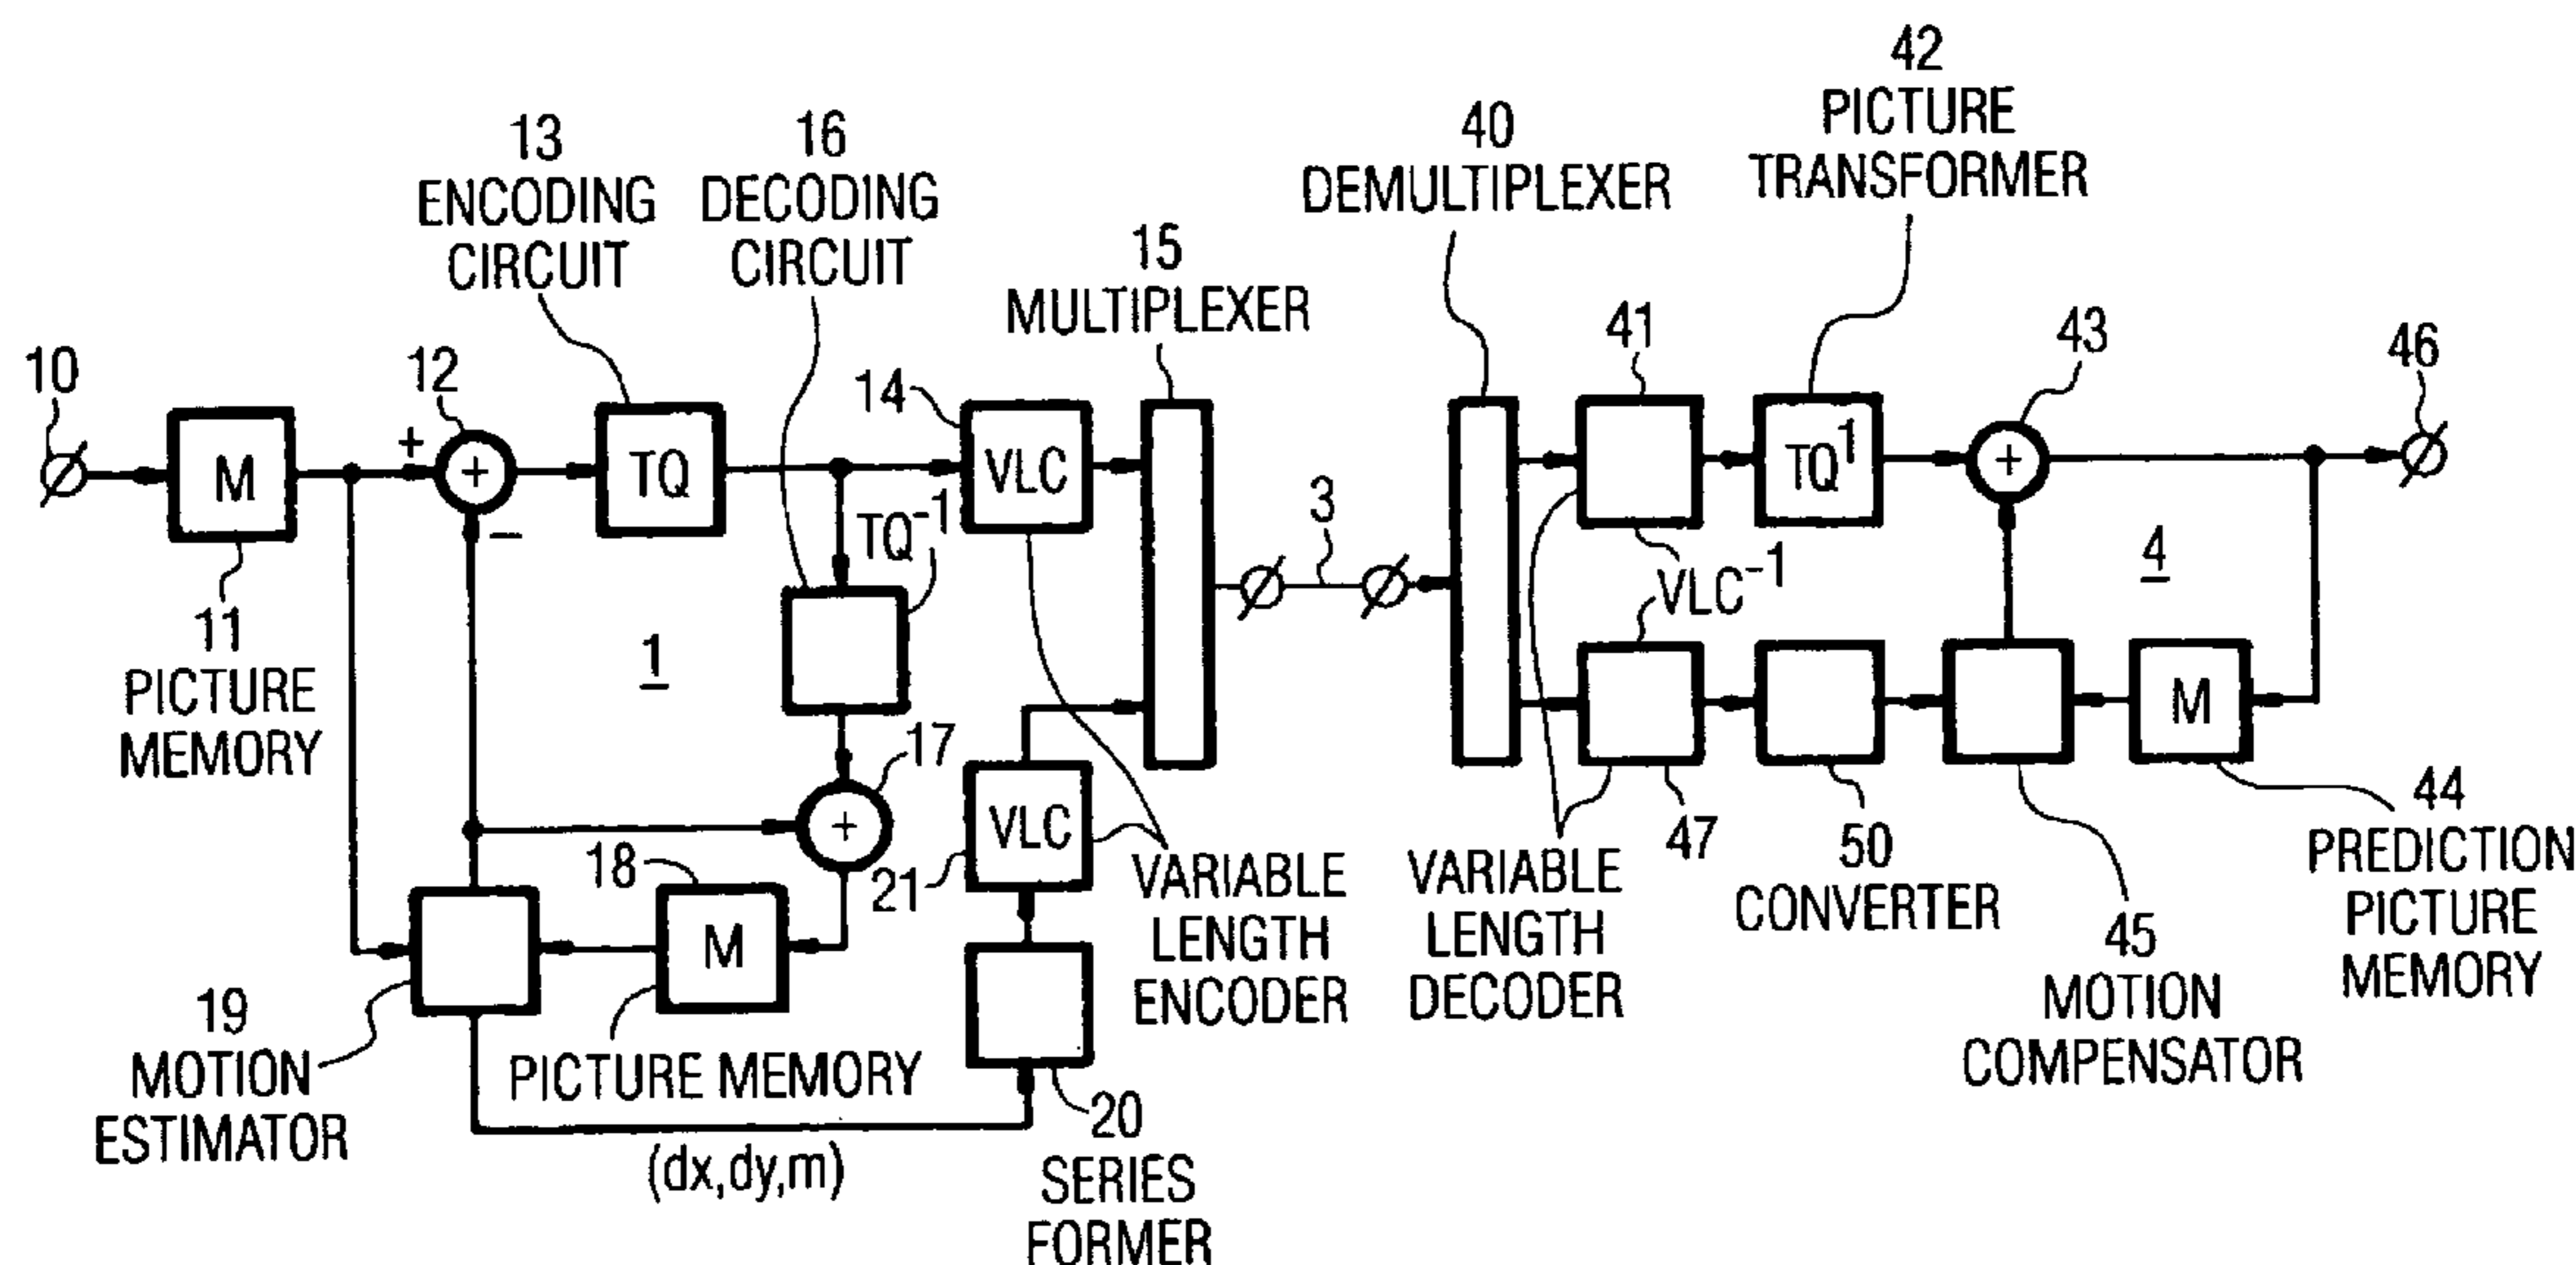 42
PICTURE
TRANSFORMER
40
DEMULTIPLEXER
13
ENCODING
CIRCUIT
16
DECODING
CIRCUIT
15
MULTIPLEXER
10
M
11
PICTURE
MEMORY
+
12
+
−
TQ
14
VLC
TQ⁻¹
1
17
+
18
M
PICTURE MEMORY
19
MOTION
ESTIMATOR
(dx,dy,m)
21
VLC
20
SERIES
FORMER
VARIABLE
LENGTH
ENCODER
3
41
VLC⁻¹
TQ¹
43
+
46
4
47
VARIABLE
LENGTH
DECODER
50
CONVERTER
45
MOTION
COMPENSATOR
M
44
PREDICTION
PICTURE
MEMORY